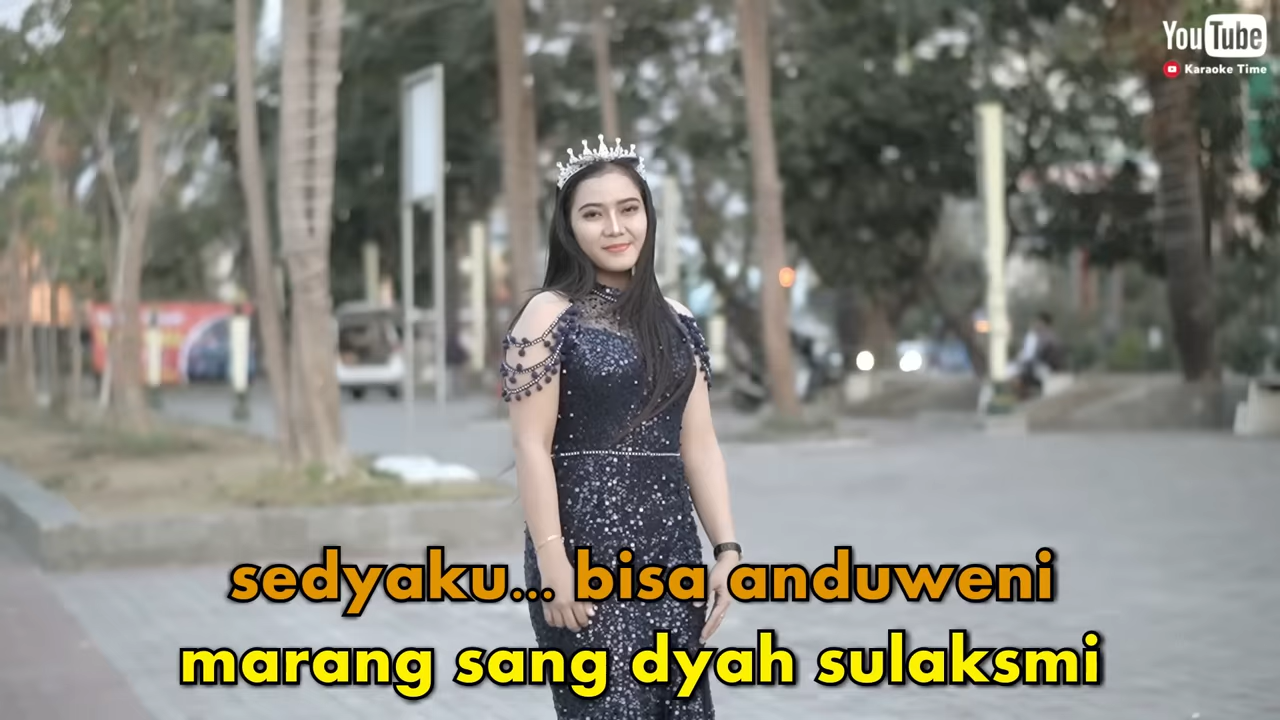 YouTube
Karaoke Time
sedyaku... bisa anduweni
marang sang dyah sulaksmi